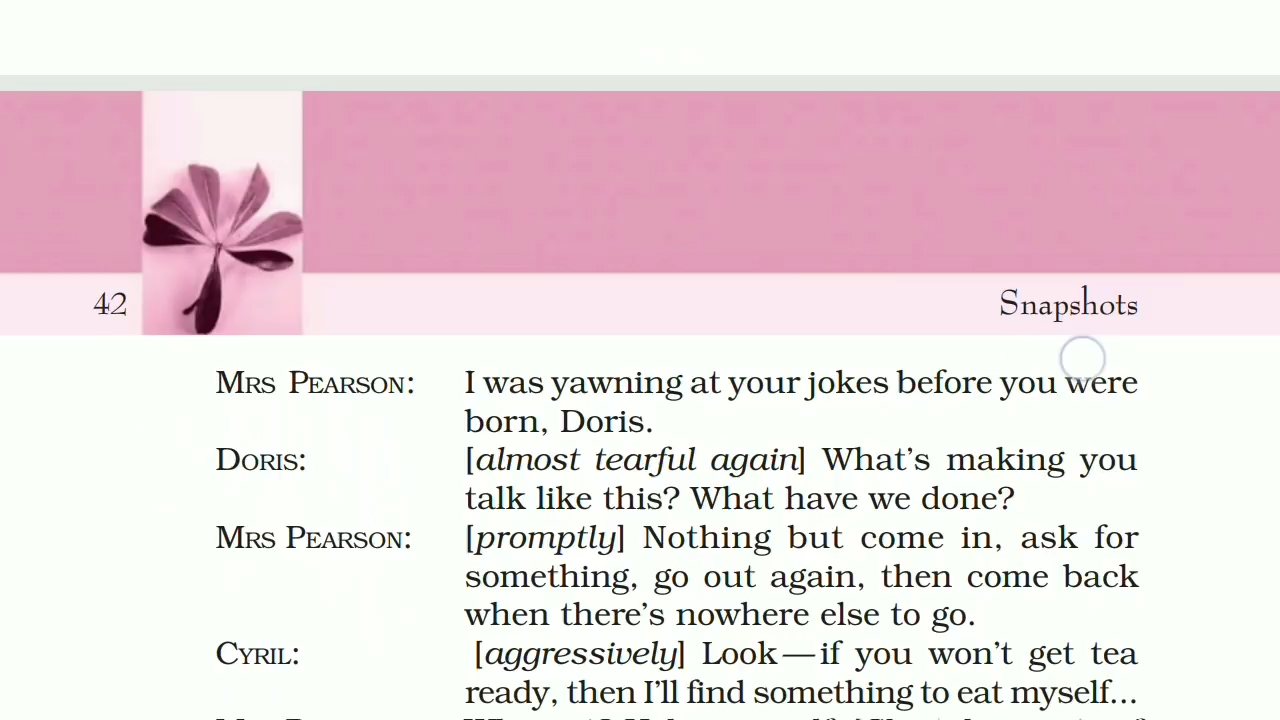 42
Snapshots
MRS PEARSON: I was yawning at your jokes before you were
born, Doris.
DORIS: [almost tearful again] What's making you
talk like this? What have we done?
MRS PEARSON: [promptly] Nothing but come in, ask for
something, go out again, then come back
when there's nowhere else to go.
CYRIL: [aggressively] Look—if you won't get tea
ready, then I'll find something to eat myself...